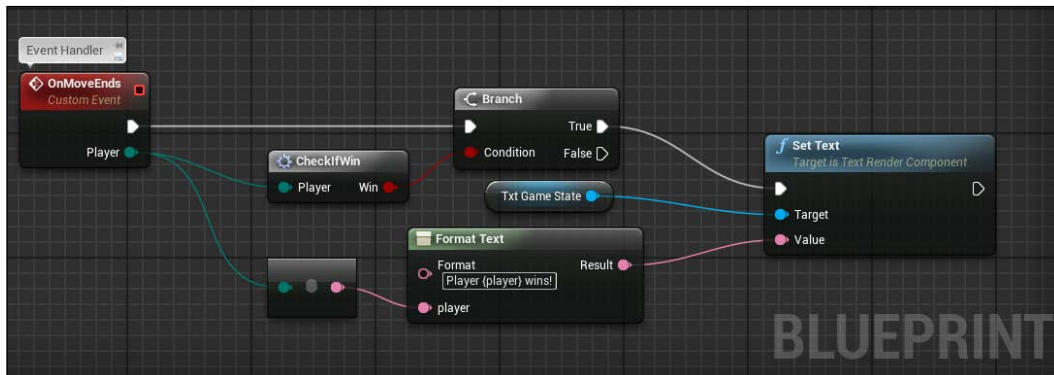 Event Handler
OnMoveEnds
Custom Event
Player
CheckIfWin
Player Win
Branch
True
Condition False
Txt Game State
Format Text
Format Result
Player {player} wins!
player
f Set Text
Target is Text Render Component
Target
Value
BLUEPRINT